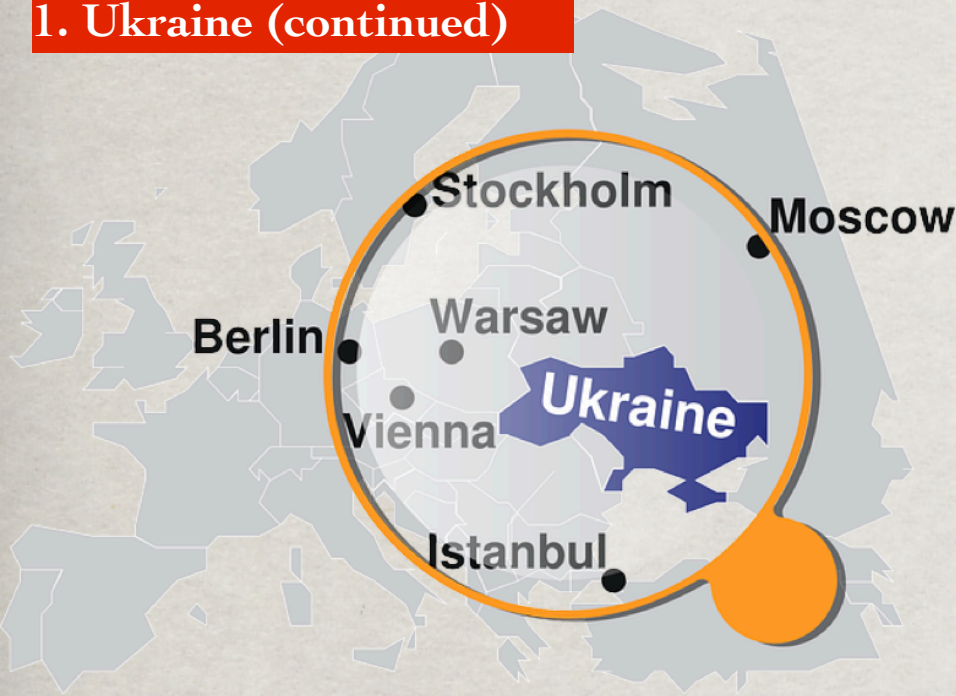 1. Ukraine (continued)
Stockholm
Moscow
Warsaw
Berlin
Ukraine
Vienna
Istanbul